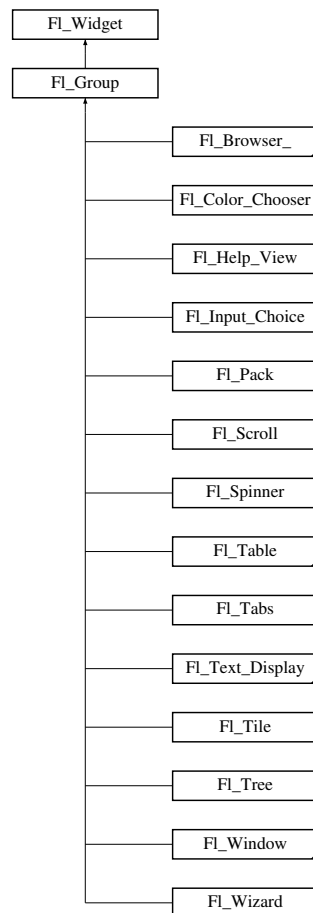 Fl_Widget
Fl_Group
Fl_Browser_
Fl_Color_Chooser
Fl_Help_View
Fl_Input_Choice
Fl_Pack
Fl_Scroll
Fl_Spinner
Fl_Table
Fl_Tabs
Fl_Text_Display
Fl_Tile
Fl_Tree
Fl_Window
Fl_Wizard